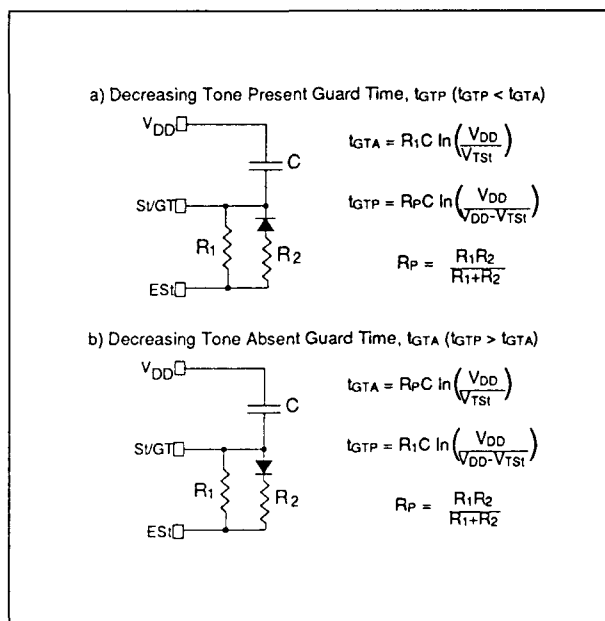 a) Decreasing Tone Present Guard Time, tGTP (tGTP < tGTA)
VDD
C
tGTA = R1C ln(VDD/VTSt)
St/GT
R1
R2
tGTP = RPC ln(VDD/VDD-VTSt)
ESt
RP = R1R2/R1+R2
b) Decreasing Tone Absent Guard Time, tGTA (tGTP > tGTA)
VDD
C
tGTA = RPC ln(VDD/VTSt)
St/GT
R1
R2
tGTP = R1C ln(VDD/VDD-VTSt)
ESt
RP = R1R2/R1+R2